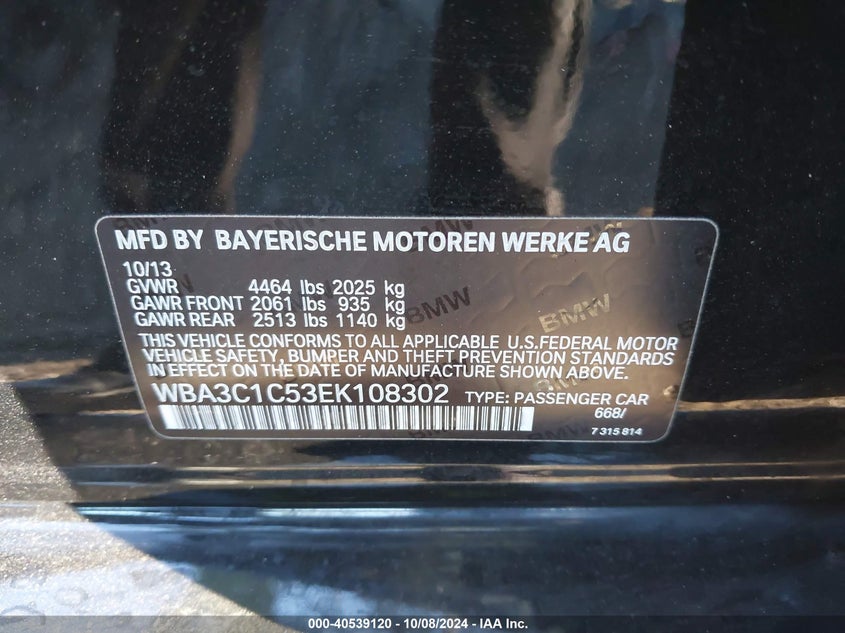 MFD BY BAYERISCHE MOTOREN WERKE AG
10/13
GVWR 4464 lbs 2025 kg
GAWR FRONT 2061 lbs 935 kg
GAWR REAR 2513 lbs 1140 kg
THIS VEHICLE CONFORMS TO ALL APPLICABLE U.S.FEDERAL MOTOR
VEHICLE SAFETY, BUMPER AND THEFT PREVENTION STANDARDS
IN EFFECT ON THE DATE OF MANUFACTURE SHOWN ABOVE.
WBA3C1C53EK108302 TYPE: PASSENGER CAR
668/
7 315 814
BMW
BMW
000-40539120 - 10/08/2024 - IAA Inc.